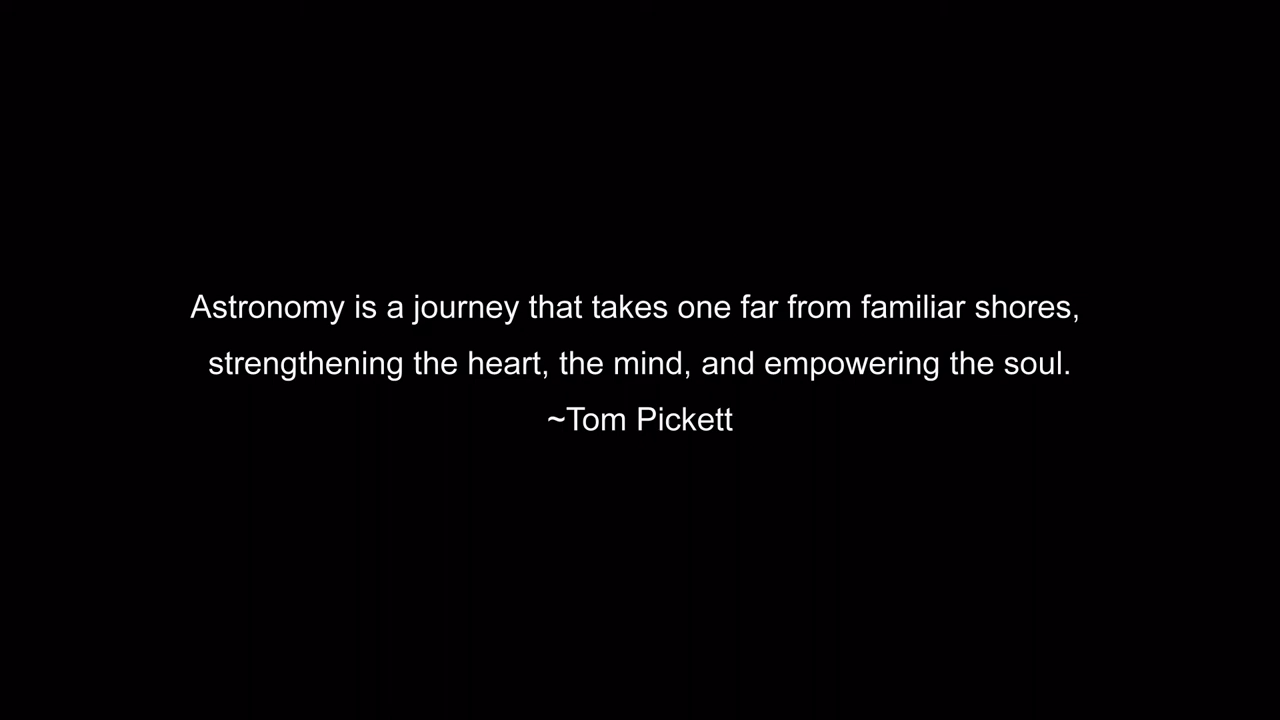 Astronomy is a journey that takes one far from familiar shores,
strengthening the heart, the mind, and empowering the soul.
~Tom Pickett